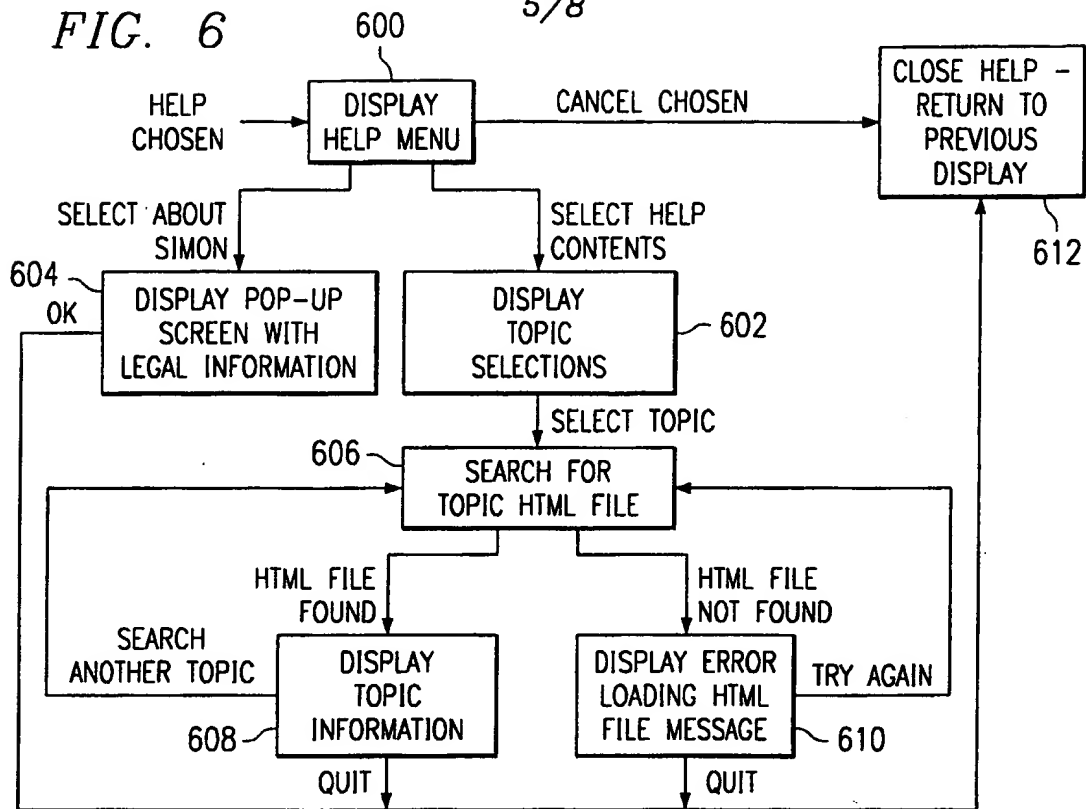 5/8
FIG. 6
600
HELP
CHOSEN
DISPLAY
HELP MENU
CANCEL CHOSEN
CLOSE HELP -
RETURN TO
PREVIOUS
DISPLAY
612
SELECT ABOUT
SIMON
SELECT HELP
CONTENTS
604
OK
DISPLAY POP-UP
SCREEN WITH
LEGAL INFORMATION
DISPLAY
TOPIC
SELECTIONS
602
SELECT TOPIC
606
SEARCH FOR
TOPIC HTML FILE
HTML FILE
FOUND
HTML FILE
NOT FOUND
SEARCH
ANOTHER TOPIC
DISPLAY
TOPIC
INFORMATION
608
DISPLAY ERROR
LOADING HTML
FILE MESSAGE
610
TRY AGAIN
QUIT
QUIT